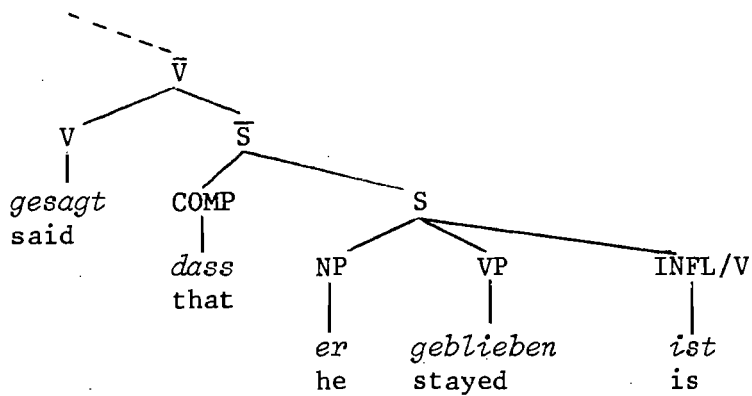 V̄
V S̄
gesagt COMP S
said
dass NP VP INFL/V
that
er geblieben ist
he stayed is